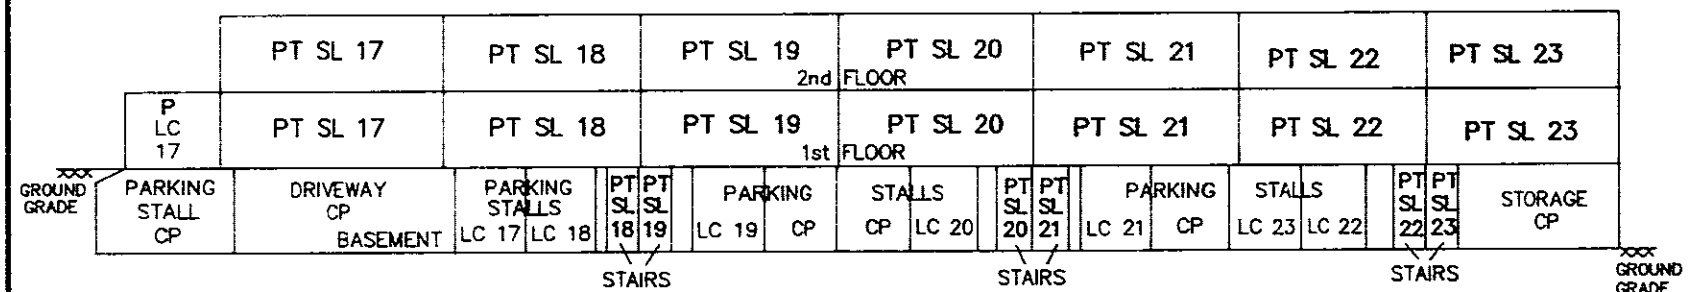 PT SL 17 PT SL 18 PT SL 19 PT SL 20 PT SL 21 PT SL 22 PT SL 23
2nd FLOOR
P
LC
17
PT SL 17 PT SL 18 PT SL 19 PT SL 20 PT SL 21 PT SL 22 PT SL 23
1st FLOOR
GROUND
GRADE
PARKING
STALL
CP
DRIVEWAY
CP
BASEMENT
PARKING
STALLS
LC 17 LC 18
PT
SL
18
PT
SL
19
PARKING STALLS
LC 19 CP CP LC 20
PT
SL
20
PT
SL
21
PARKING STALLS
LC 21 CP LC 23 LC 22
PT
SL
22
PT
SL
23
STORAGE
CP
STAIRS STAIRS STAIRS
GROUND
GRADE